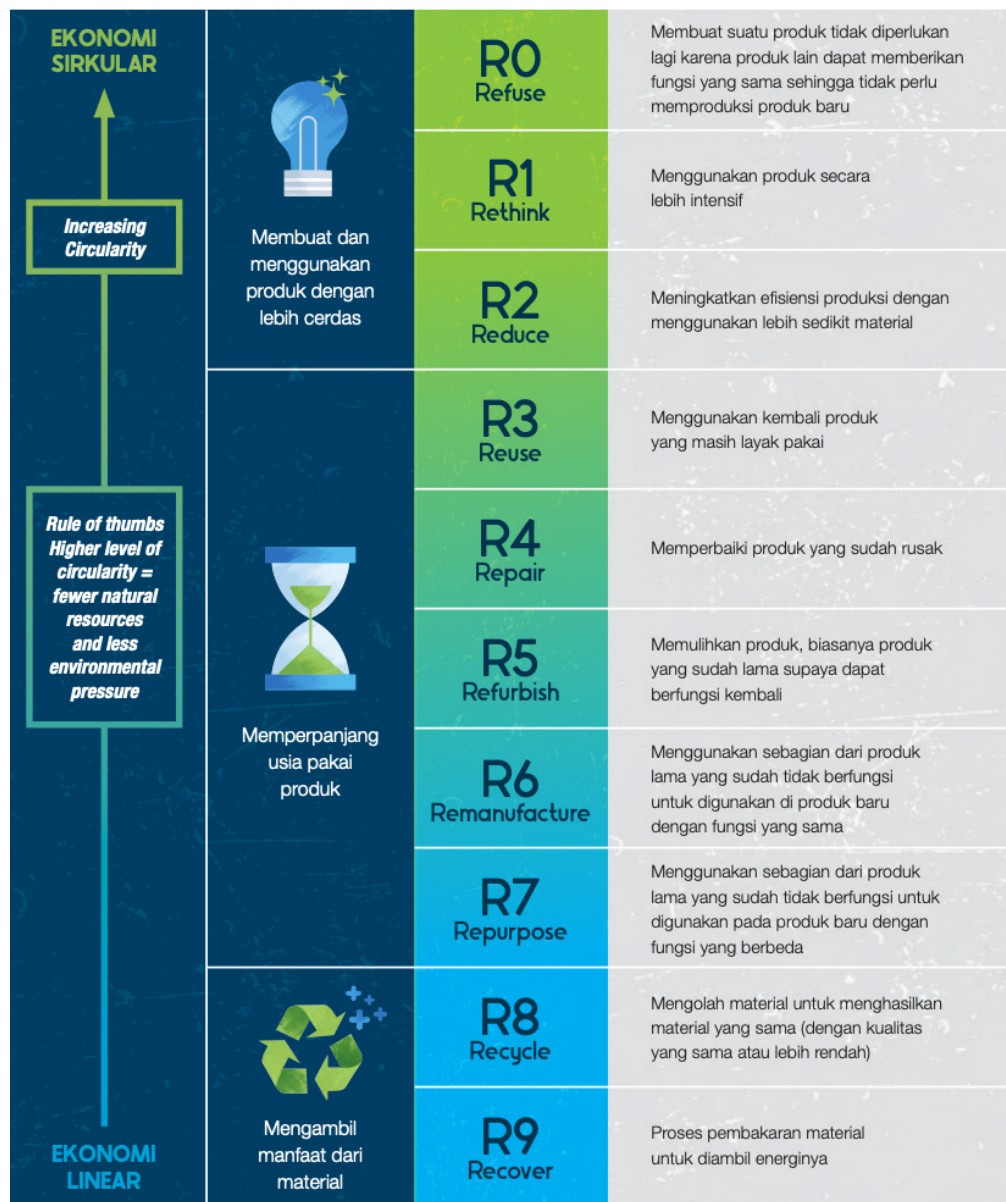 EKONOMI
SIRKULAR
Increasing
Circularity
Rule of thumbs
Higher level of
circularity =
fewer natural
resources
and less
environmental
pressure
EKONOMI
LINEAR
Membuat dan
menggunakan
produk dengan
lebih cerdas
R0
Refuse
Membuat suatu produk tidak diperlukan
lagi karena produk lain dapat memberikan
fungsi yang sama sehingga tidak perlu
memproduksi produk baru
R1
Rethink
Menggunakan produk secara
lebih intensif
R2
Reduce
Meningkatkan efisiensi produksi dengan
menggunakan lebih sedikit material
Memperpanjang
usia pakai
produk
R3
Reuse
Menggunakan kembali produk
yang masih layak pakai
R4
Repair
Memperbaiki produk yang sudah rusak
R5
Refurbish
Memulihkan produk, biasanya produk
yang sudah lama supaya dapat
berfungsi kembali
R6
Remanufacture
Menggunakan sebagian dari produk
lama yang sudah tidak berfungsi
untuk digunakan di produk baru
dengan fungsi yang sama
R7
Repurpose
Menggunakan sebagian dari produk
lama yang sudah tidak berfungsi untuk
digunakan pada produk baru dengan
fungsi yang berbeda
Mengambil
manfaat dari
material
R8
Recycle
Mengolah material untuk menghasilkan
material yang sama (dengan kualitas
yang sama atau lebih rendah)
R9
Recover
Proses pembakaran material
untuk diambil energinya